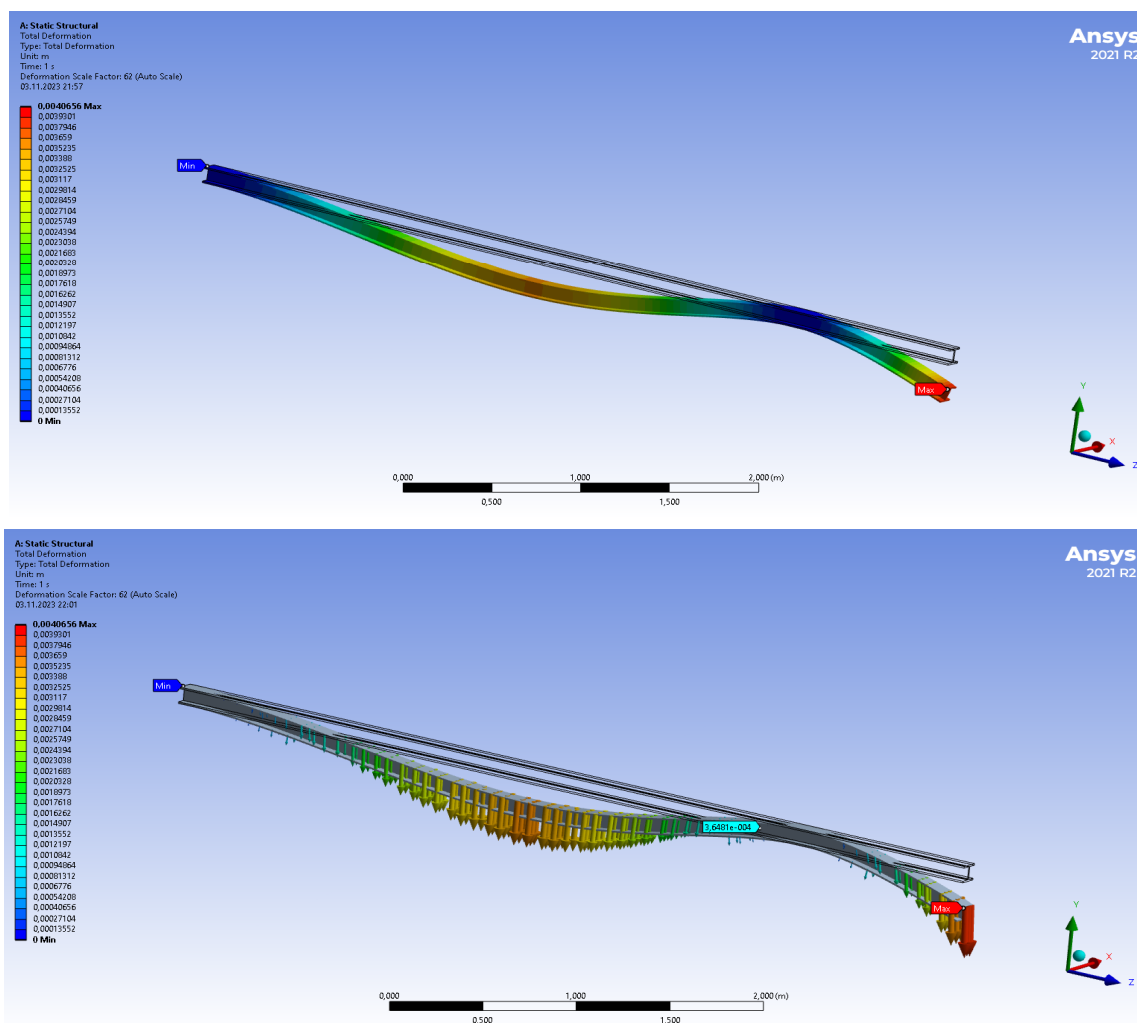 A: Static Structural
Total Deformation
Type: Total Deformation
Unit: m
Time: 1 s
Deformation Scale Factor: 62 (Auto Scale)
03.11.2023 21:57
Ansys
2021 R2
0,0040656 Max
0,0039301
0,0037946
0,003659
0,0035235
0,003388
0,0032525
0,003117
0,0029814
0,0028459
0,0027104
0,0025749
0,0024394
0,0023038
0,0021683
0,0020328
0,0018973
0,0017618
0,0016262
0,0014907
0,0013552
0,0012197
0,0010842
0,00094864
0,00081312
0,0006776
0,00054208
0,00040656
0,00027104
0,00013552
0 Min
Min
Max
Y
X
Z
0,000
1,000
2,000 (m)
0,500
1,500
A: Static Structural
Total Deformation
Type: Total Deformation
Unit: m
Time: 1 s
Deformation Scale Factor: 62 (Auto Scale)
03.11.2023 22:01
Ansys
2021 R2
0,0040656 Max
0,0039301
0,0037946
0,003659
0,0035235
0,003388
0,0032525
0,003117
0,0029814
0,0028459
0,0027104
0,0025749
0,0024394
0,0023038
0,0021683
0,0020328
0,0018973
0,0017618
0,0016262
0,0014907
0,0013552
0,0012197
0,0010842
0,00094864
0,00081312
0,0006776
0,00054208
0,00040656
0,00027104
0,00013552
0 Min
Min
3,6481e-004
Max
Y
X
Z
0,000
1,000
2,000 (m)
0,500
1,500